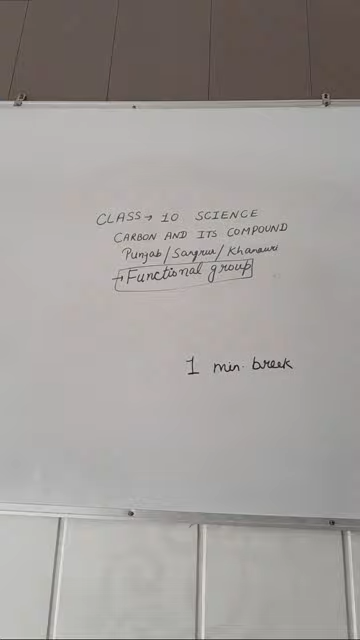 CLASS → 10 SCIENCE
CARBON AND ITS COMPOUND
Punjab/Sangrur/Khanauri
→ Functional group
1 min. break